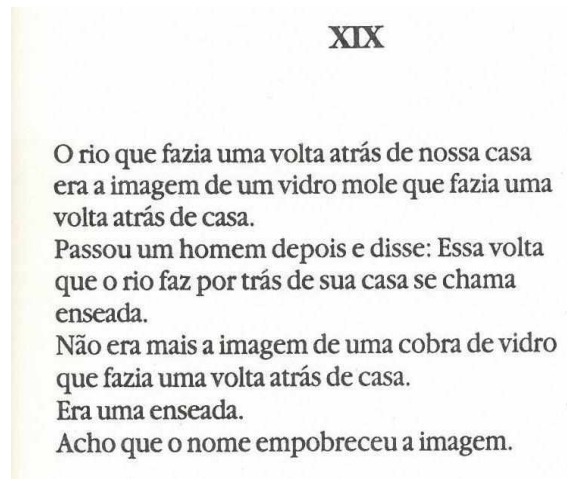 XIX
O rio que fazia uma volta atrás de nossa casa
era a imagem de um vidro mole que fazia uma
volta atrás de casa.
Passou um homem depois e disse: Essa volta
que o rio faz por trás de sua casa se chama
enseada.
Não era mais a imagem de uma cobra de vidro
que fazia uma volta atrás de casa.
Era uma enseada.
Acho que o nome empobreceu a imagem.